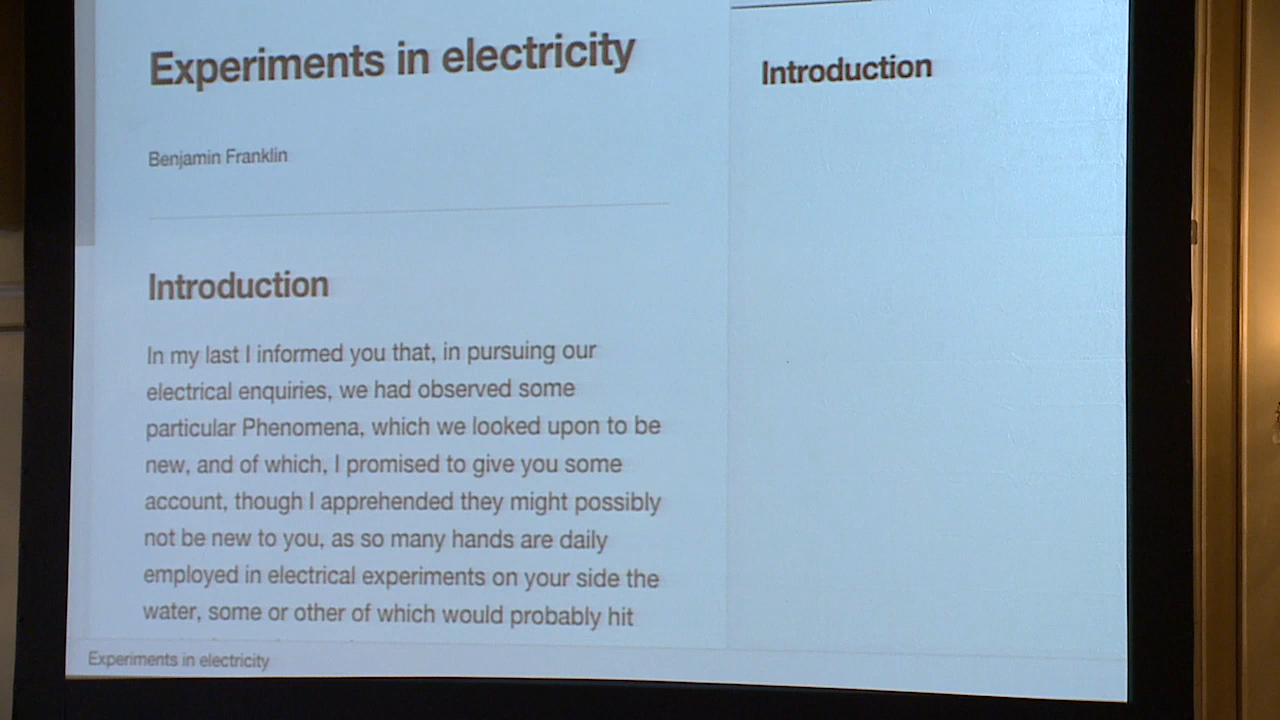 Experiments in electricity
Benjamin Franklin
Introduction
In my last I informed you that, in pursuing our
electrical enquiries, we had observed some
particular Phenomena, which we looked upon to be
new, and of which, I promised to give you some
account, though I apprehended they might possibly
not be new to you, as so many hands are daily
employed in electrical experiments on your side the
water, some or other of which would probably hit
Experiments in electricity
Introduction